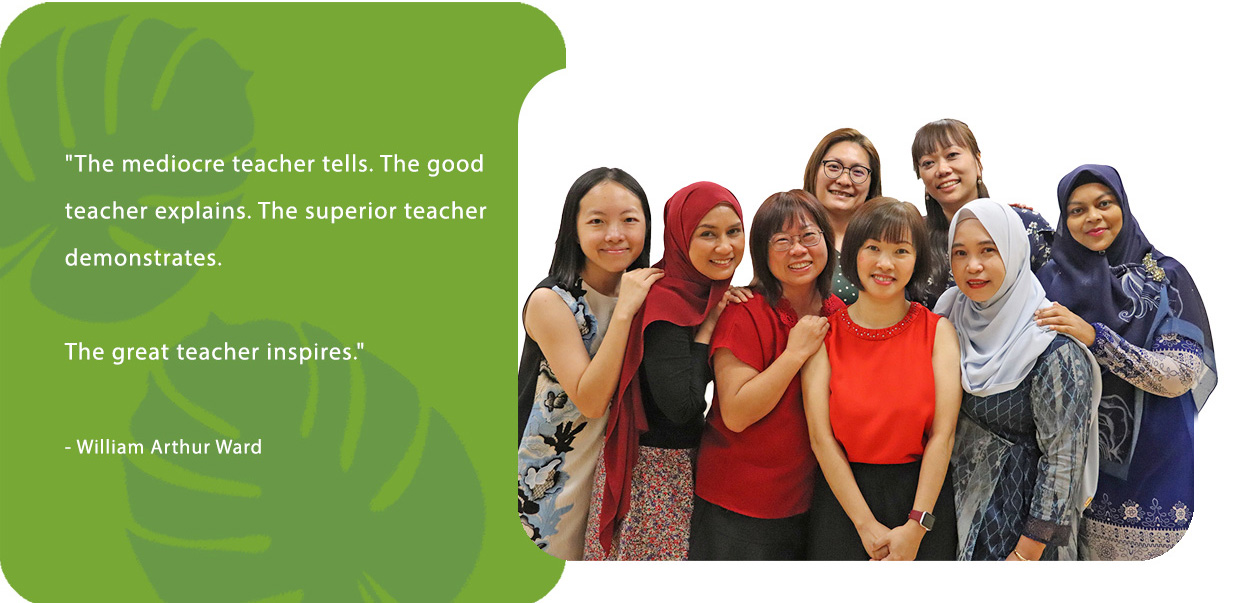 "The mediocre teacher tells. The good
teacher explains. The superior teacher
demonstrates.
The great teacher inspires."
- William Arthur Ward